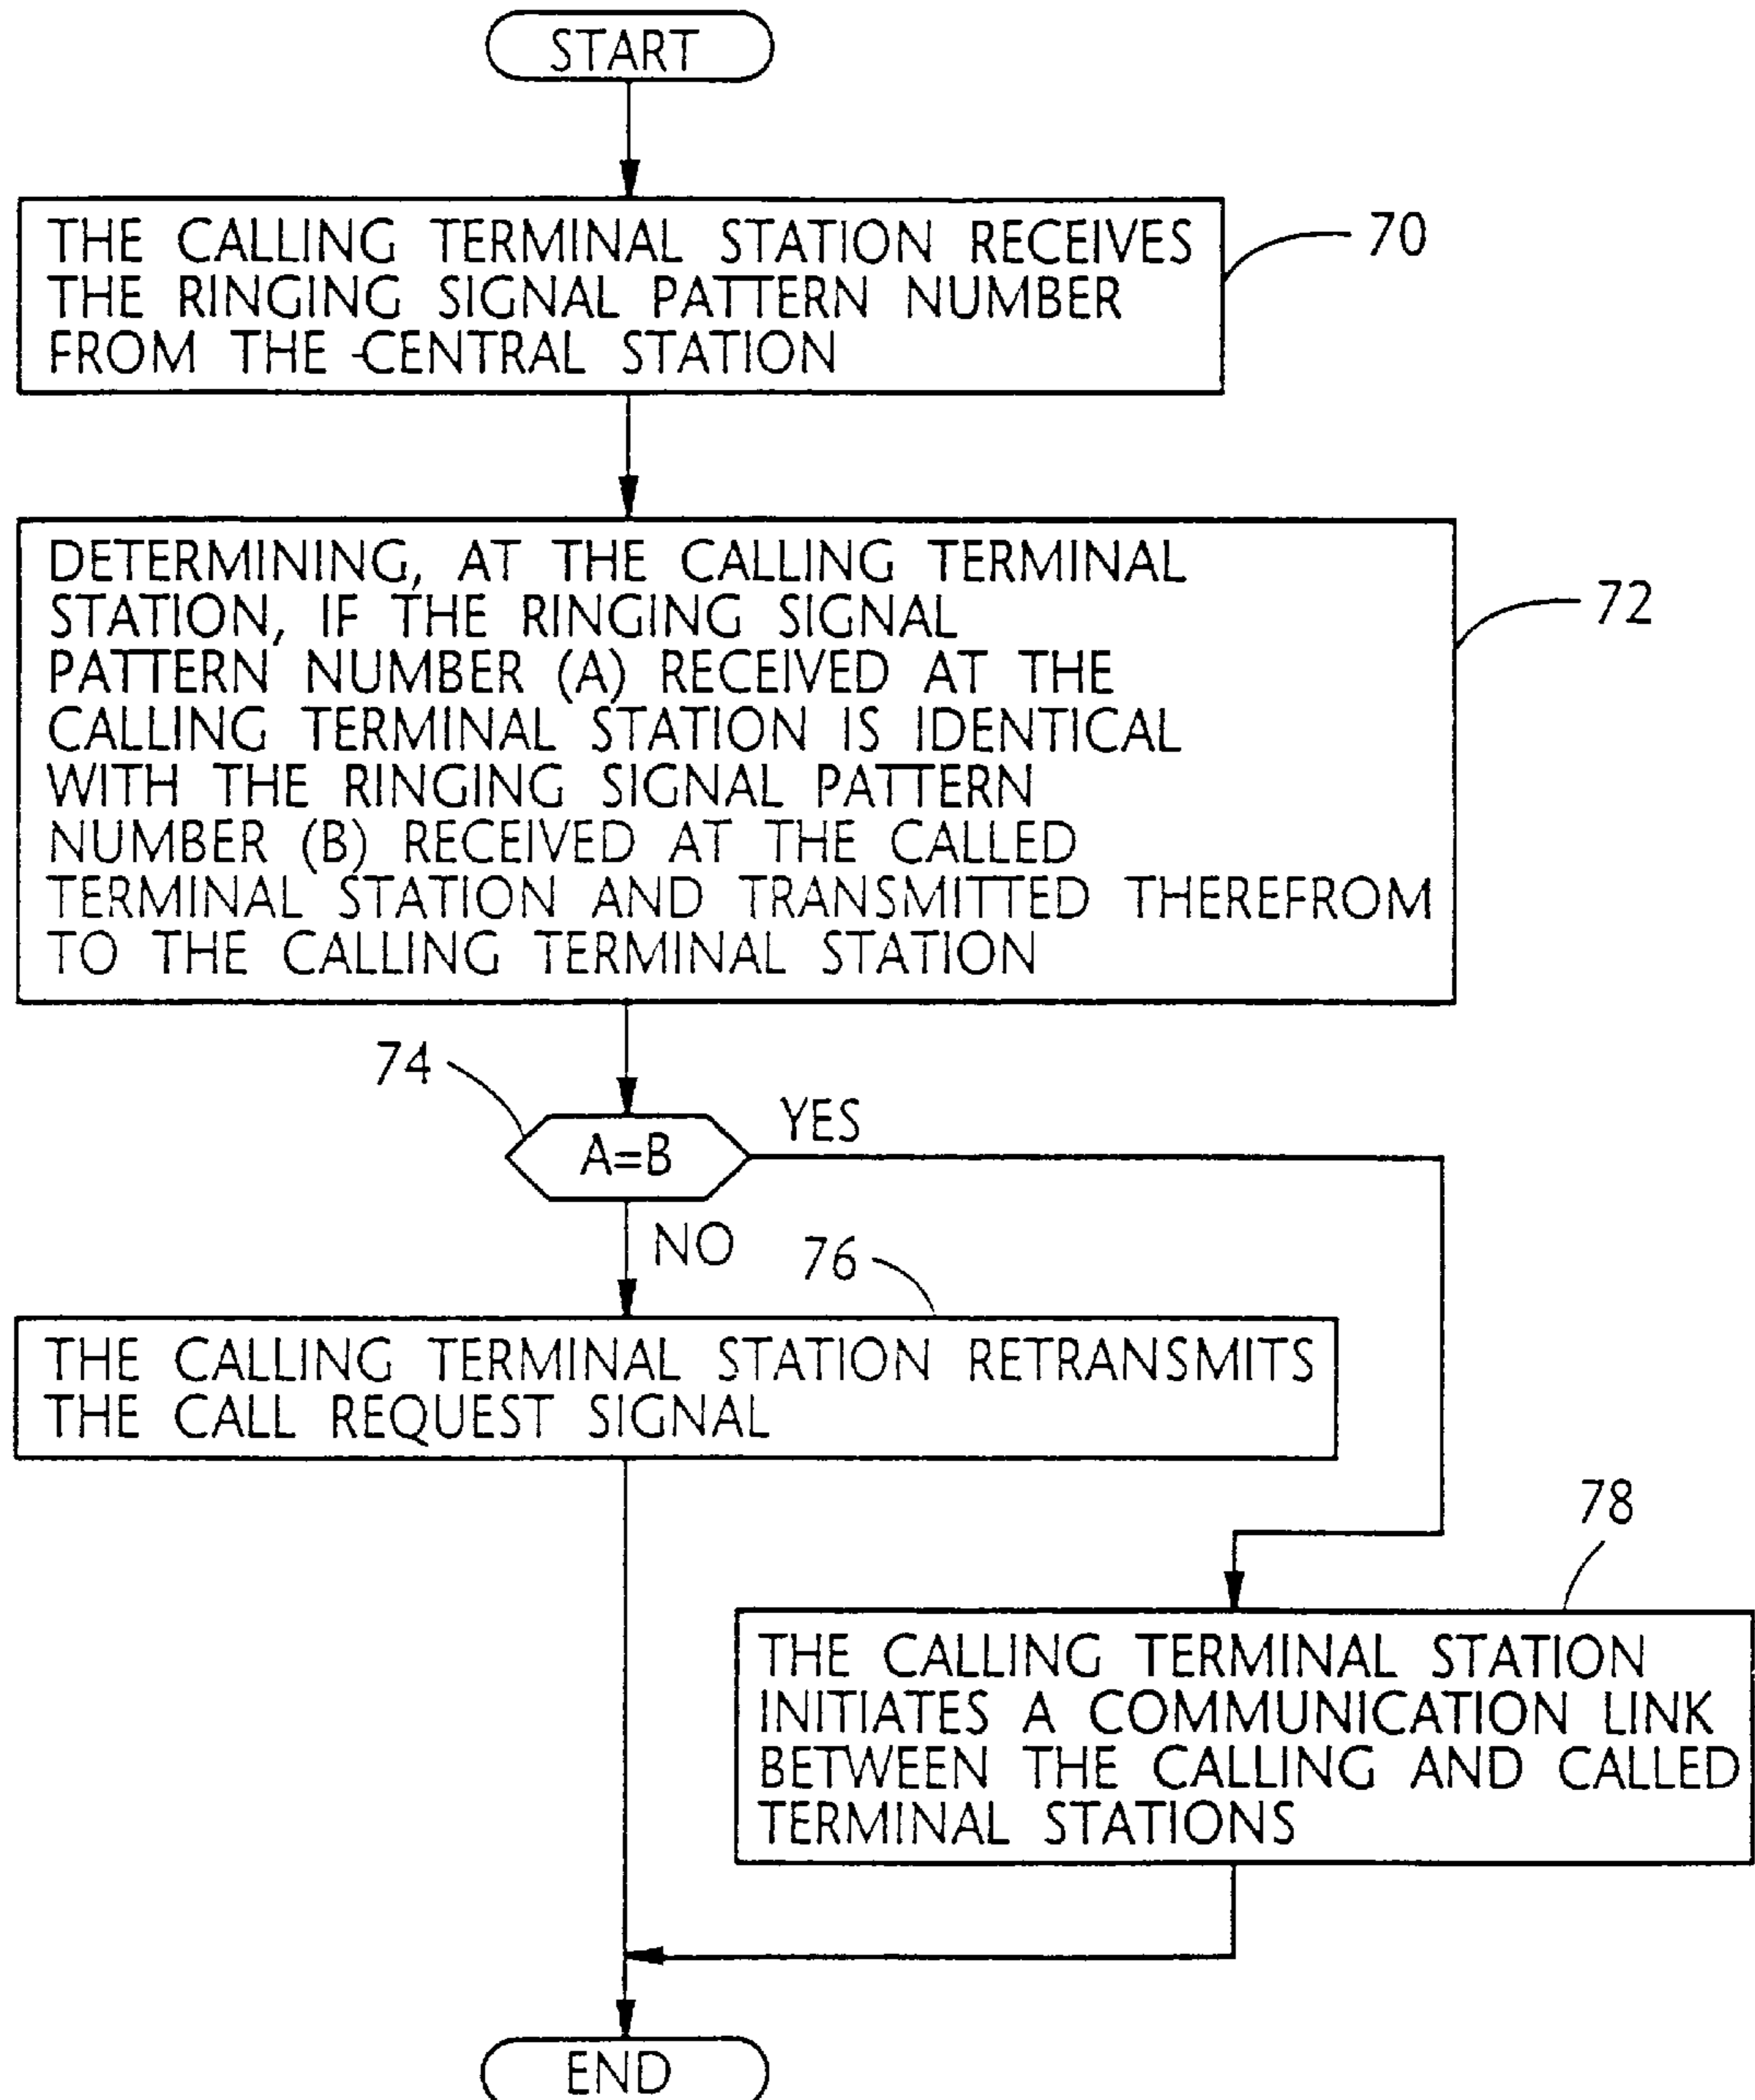 START
THE CALLING TERMINAL STATION RECEIVES
THE RINGING SIGNAL PATTERN NUMBER
FROM THE CENTRAL STATION
70
DETERMINING, AT THE CALLING TERMINAL
STATION, IF THE RINGING SIGNAL
PATTERN NUMBER (A) RECEIVED AT THE
CALLING TERMINAL STATION IS IDENTICAL
WITH THE RINGING SIGNAL PATTERN
NUMBER (B) RECEIVED AT THE CALLED
TERMINAL STATION AND TRANSMITTED THEREFROM
TO THE CALLING TERMINAL STATION
72
74
A=B
YES
NO
76
THE CALLING TERMINAL STATION RETRANSMITS
THE CALL REQUEST SIGNAL
78
THE CALLING TERMINAL STATION
INITIATES A COMMUNICATION LINK
BETWEEN THE CALLING AND CALLED
TERMINAL STATIONS
END